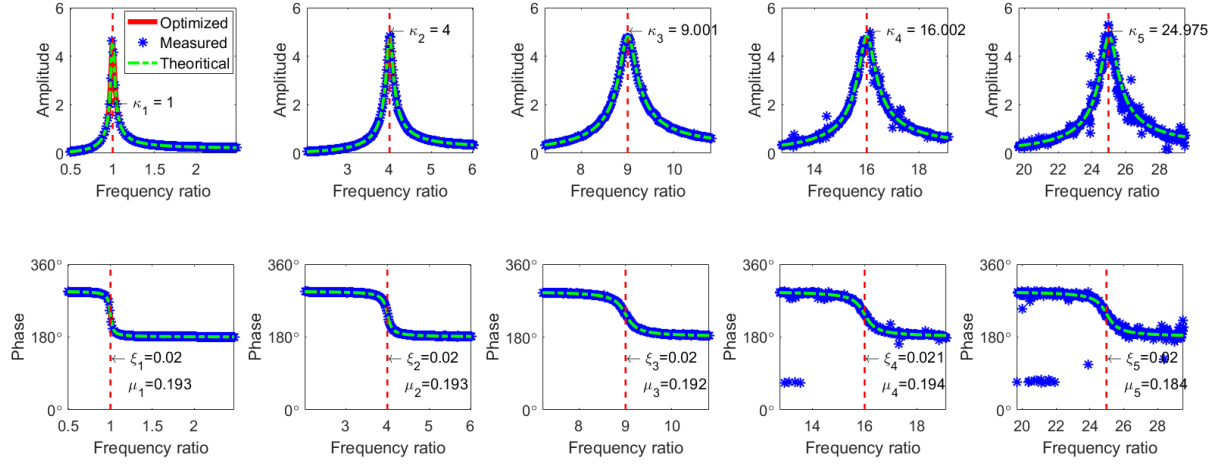 Optimized
Measured
Theoritical
κ1 = 1
Amplitude
0
2
4
6
0.5
1
1.5
2
Frequency ratio
κ2 = 4
Amplitude
0
2
4
6
2
3
4
5
6
Frequency ratio
κ3 = 9.001
Amplitude
0
2
4
6
8
9
10
Frequency ratio
κ4 = 16.002
Amplitude
0
2
4
6
14
16
18
Frequency ratio
κ5 = 24.975
Amplitude
0
2
4
6
20
22
24
26
28
Frequency ratio
Phase
360°
180°
0°
ξ1=0.02
μ1=0.193
0.5
1
1.5
2
Frequency ratio
Phase
360°
180°
0°
ξ2=0.02
μ2=0.193
3
4
5
6
Frequency ratio
Phase
360°
180°
0°
ξ3=0.02
μ3=0.192
8
9
10
Frequency ratio
Phase
360°
180°
0°
ξ4=0.021
μ4=0.194
14
16
18
Frequency ratio
Phase
360°
180°
0°
ξ5=0.02
μ5=0.184
20
22
24
26
28
Frequency ratio